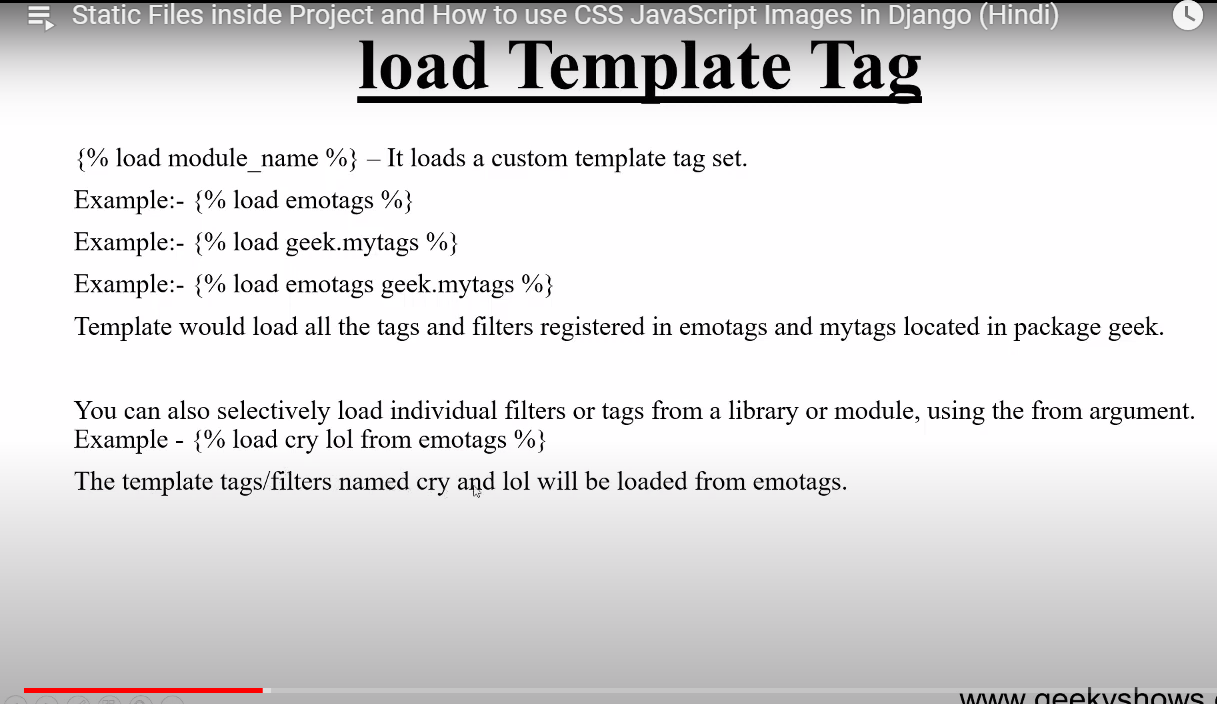 Static Files inside Project and How to use CSS JavaScript Images in Django (Hindi)
load Template Tag
{% load module_name %} – It loads a custom template tag set.
Example:- {% load emotags %}
Example:- {% load geek.mytags %}
Example:- {% load emotags geek.mytags %}
Template would load all the tags and filters registered in emotags and mytags located in package geek.
You can also selectively load individual filters or tags from a library or module, using the from argument.
Example - {% load cry lol from emotags %}
The template tags/filters named cry and lol will be loaded from emotags.
www.geekyshows.